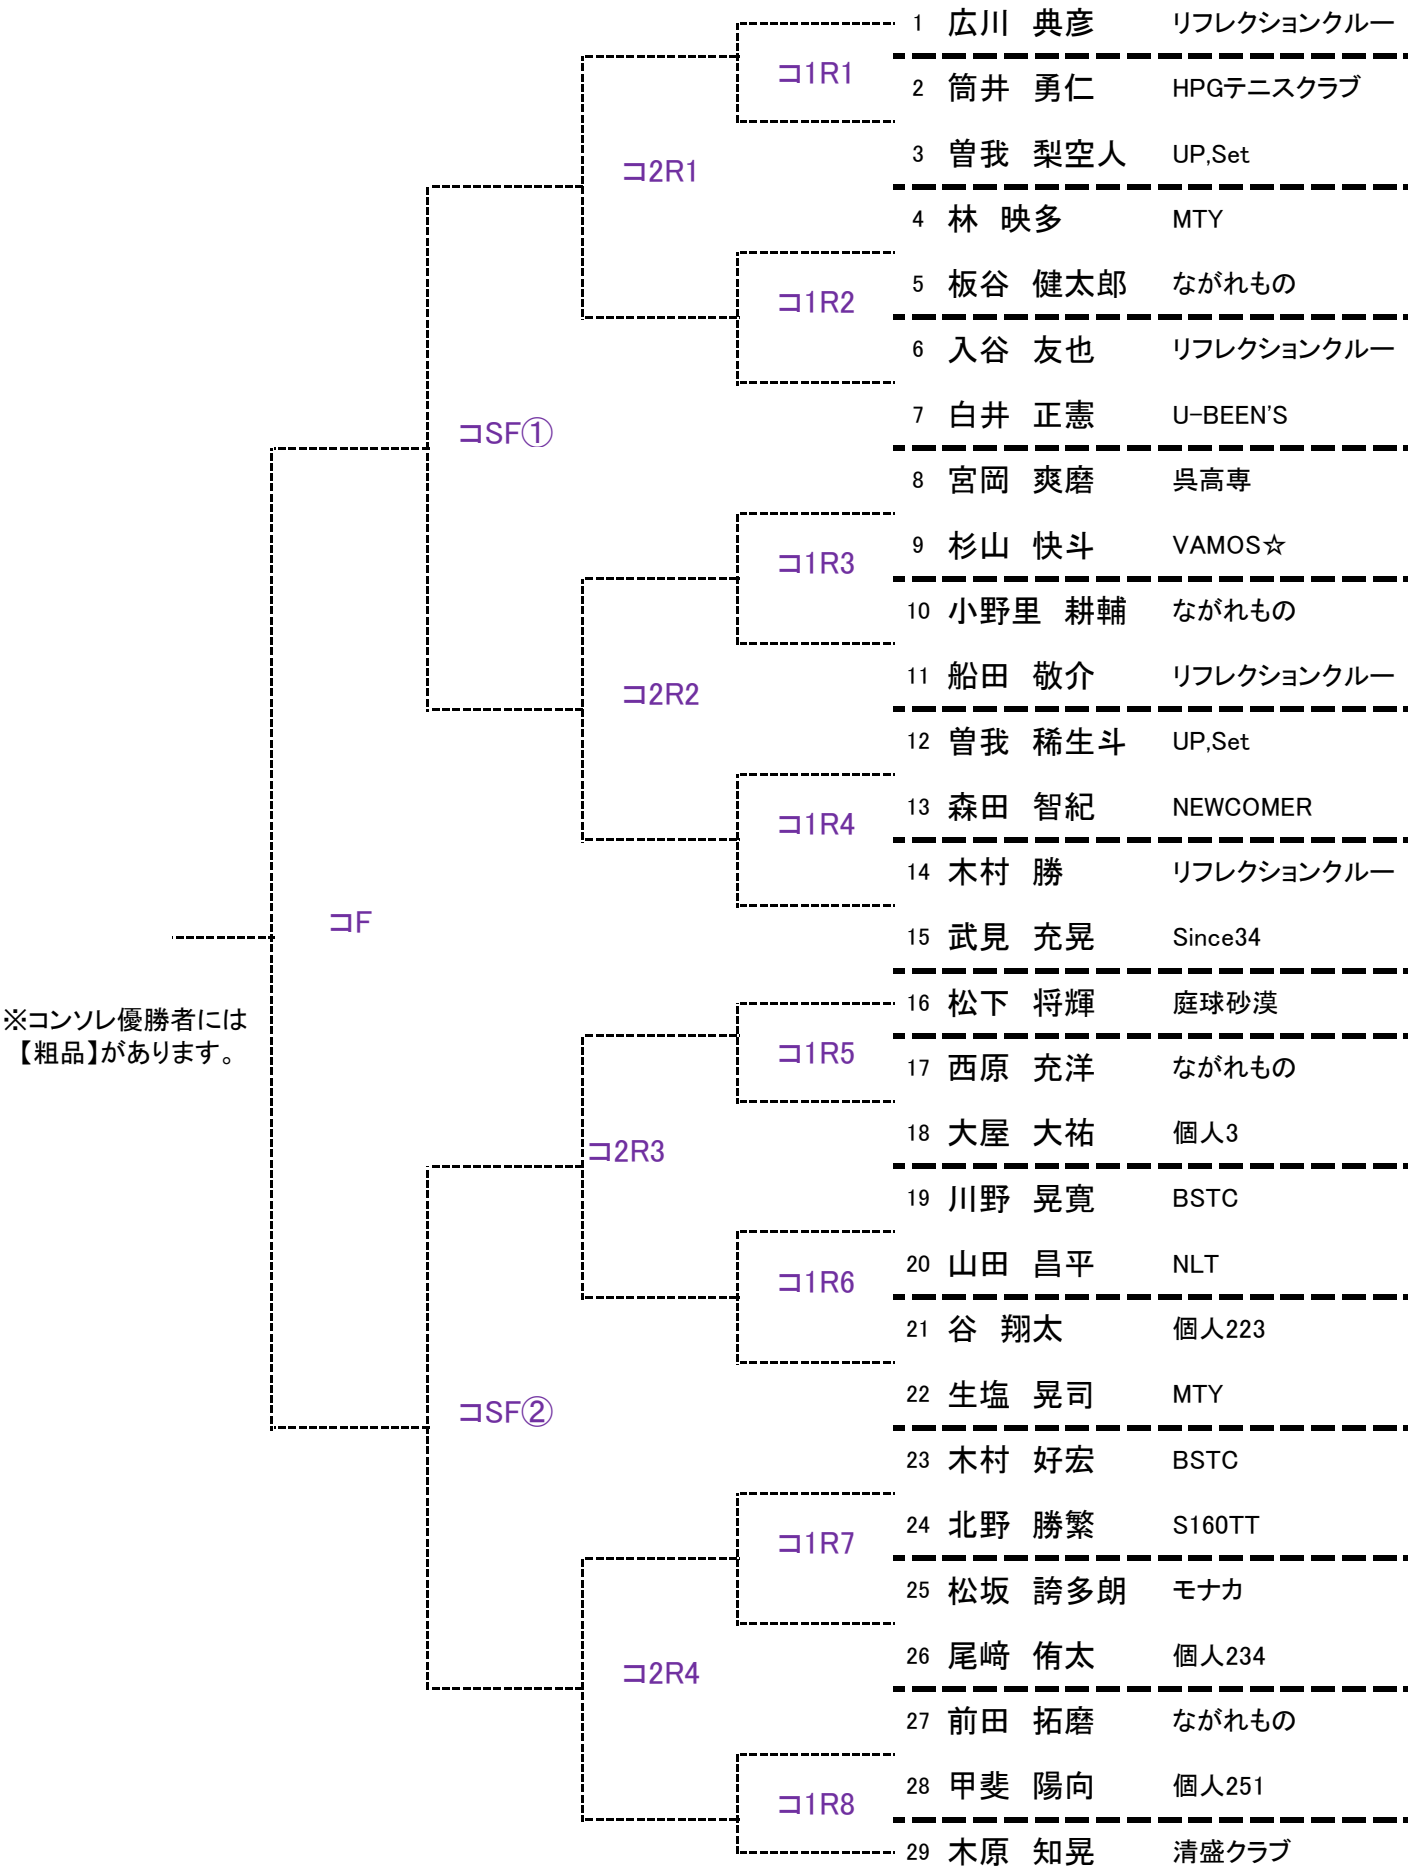 1 広川 典彦 リフレクションクルー
コ1R1
2 筒井 勇仁 HPGテニスクラブ
3 曽我 梨空人 UP,Set
コ2R1
4 林 映多 MTY
5 板谷 健太郎 ながれもの
コ1R2
6 入谷 友也 リフレクションクルー
7 白井 正憲 U-BEEN'S
コSF①
8 宮岡 爽磨 呉高専
9 杉山 快斗 VAMOS☆
コ1R3
10 小野里 耕輔 ながれもの
11 船田 敬介 リフレクションクルー
コ2R2
12 曽我 稀生斗 UP,Set
13 森田 智紀 NEWCOMER
コ1R4
14 木村 勝 リフレクションクルー
コF
15 武見 充晃 Since34
16 松下 将輝 庭球砂漠
※コンソレ優勝者には
【粗品】があります。
コ1R5
17 西原 充洋 ながれもの
18 大屋 大祐 個人3
コ2R3
19 川野 晃寛 BSTC
20 山田 昌平 NLT
コ1R6
21 谷 翔太 個人223
22 生塩 晃司 MTY
コSF②
23 木村 好宏 BSTC
24 北野 勝繁 S160TT
コ1R7
25 松坂 誇多朗 モナカ
26 尾﨑 侑太 個人234
コ2R4
27 前田 拓磨 ながれもの
28 甲斐 陽向 個人251
コ1R8
29 木原 知晃 清盛クラブ